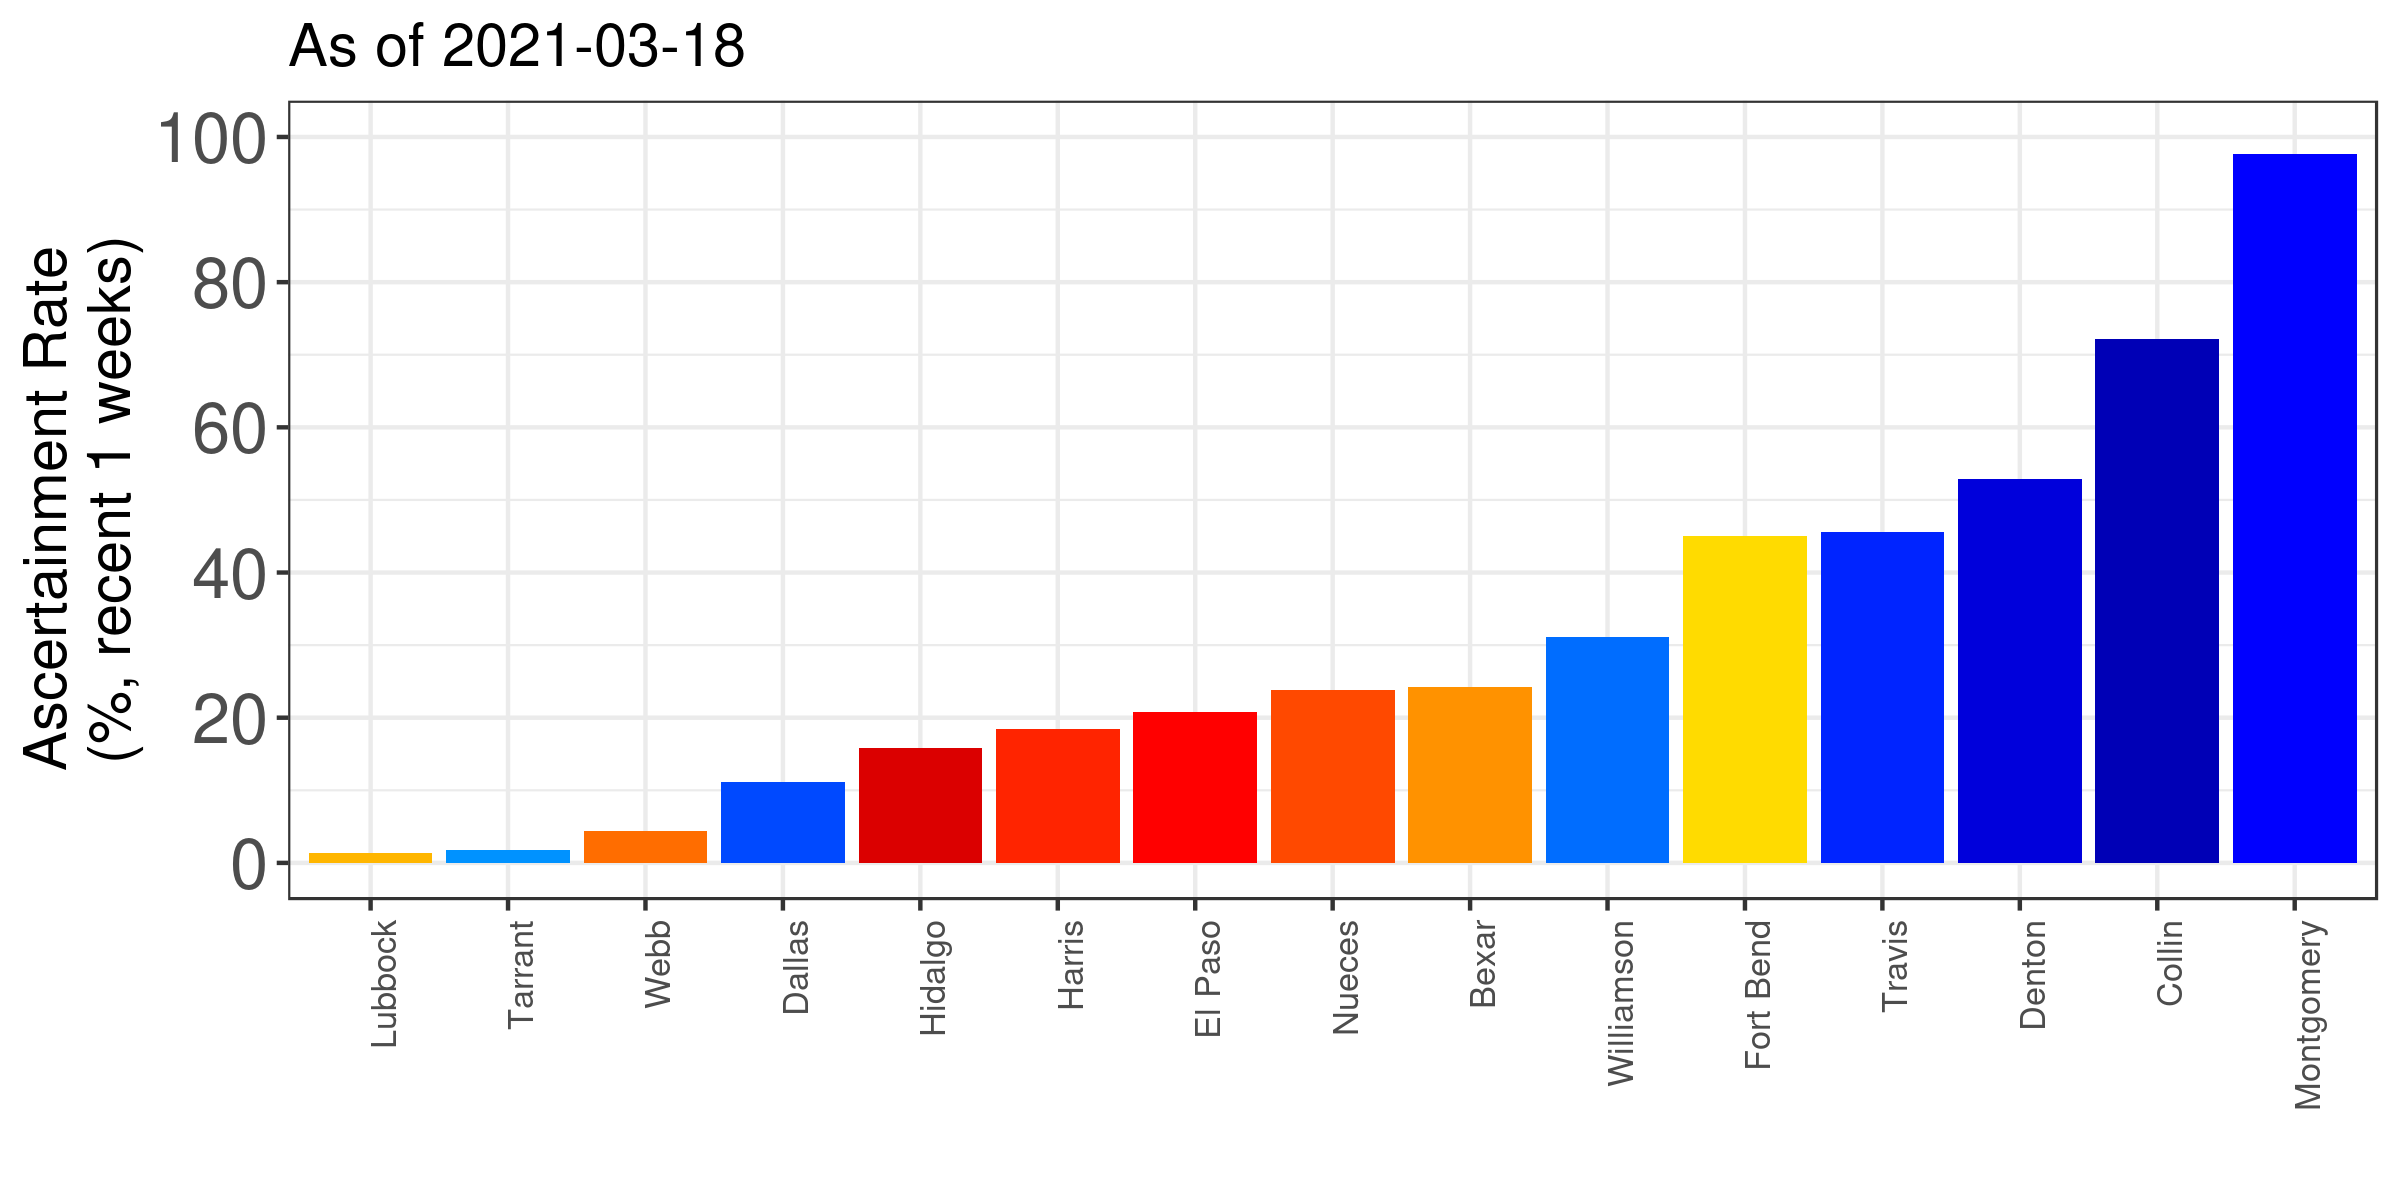 As of 2021-03-18
Ascertainment Rate
(%, recent 1 weeks)
100
80
60
40
20
0
Lubbock
Tarrant
Webb
Dallas
Hidalgo
Harris
El Paso
Nueces
Bexar
Williamson
Fort Bend
Travis
Denton
Collin
Montgomery